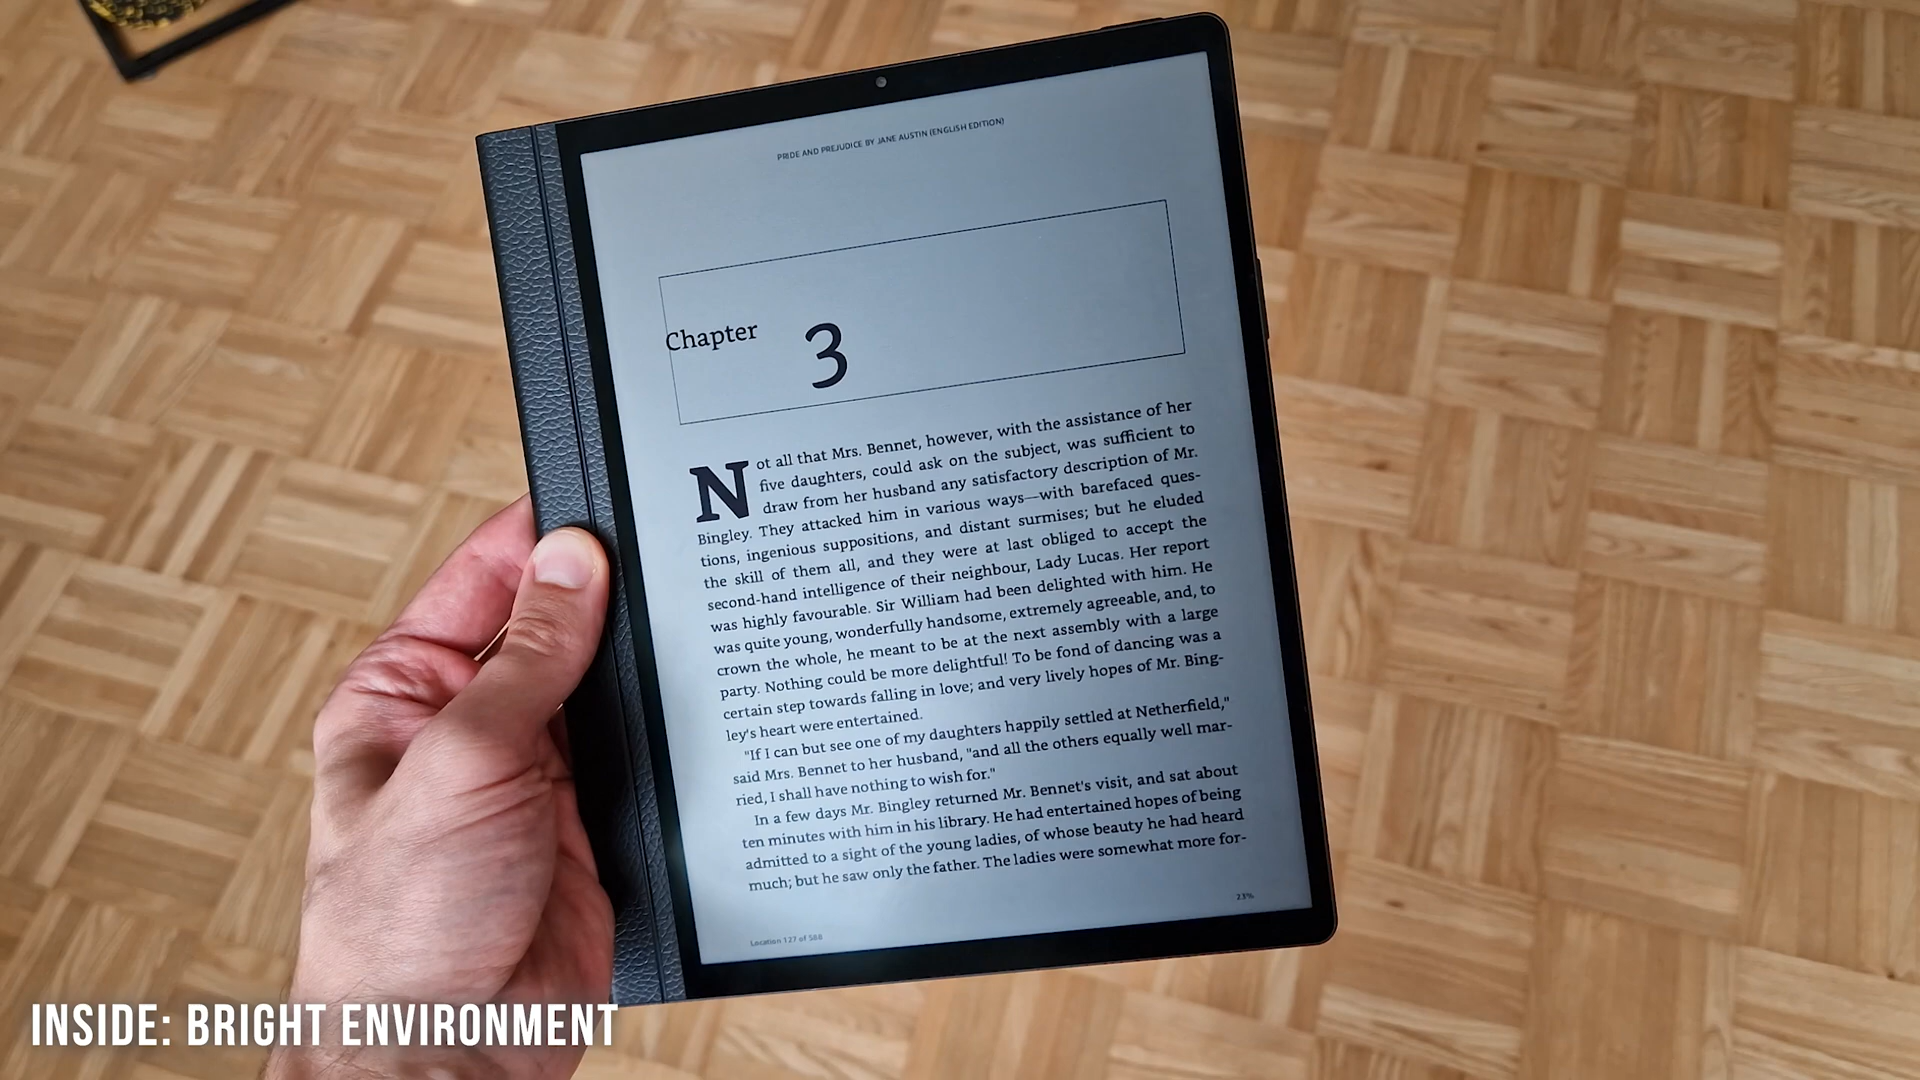 PRIDE AND PREJUDICE BY JANE AUSTIN (ENGLISH EDITION)
Chapter 3
Not all that Mrs. Bennet, however, with the assistance of her
five daughters, could ask on the subject, was sufficient to
draw from her husband any satisfactory description of Mr.
Bingley. They attacked him in various ways—with barefaced ques-
tions, ingenious suppositions, and distant surmises; but he eluded
the skill of them all, and they were at last obliged to accept the
second-hand intelligence of their neighbour, Lady Lucas. Her report
was highly favourable. Sir William had been delighted with him. He
was quite young, wonderfully handsome, extremely agreeable, and, to
crown the whole, he meant to be at the next assembly with a large
party. Nothing could be more delightful! To be fond of dancing was a
certain step towards falling in love; and very lively hopes of Mr. Bing-
ley's heart were entertained.
"If I can but see one of my daughters happily settled at Netherfield,"
said Mrs. Bennet to her husband, "and all the others equally well mar-
ried, I shall have nothing to wish for."
In a few days Mr. Bingley returned Mr. Bennet's visit, and sat about
ten minutes with him in his library. He had entertained hopes of being
admitted to a sight of the young ladies, of whose beauty he had heard
much; but he saw only the father. The ladies were somewhat more for-
Location 127 of 588
23%
INSIDE: BRIGHT ENVIRONMENT